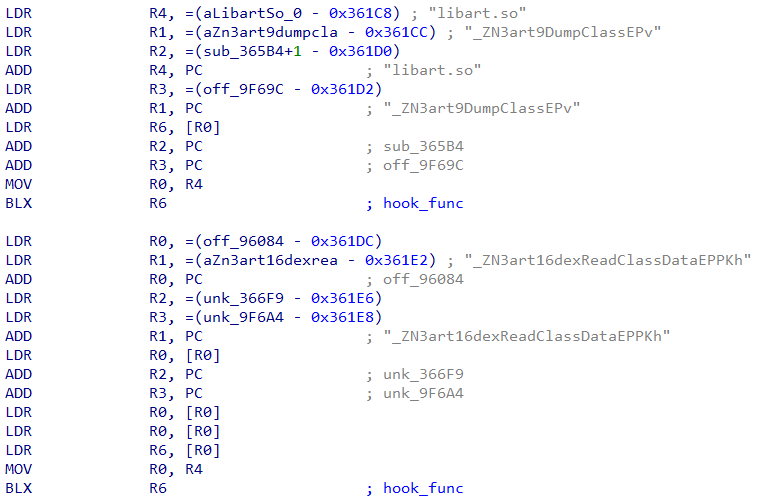 LDR R4, =(aLibartSo_0 - 0x361C8) ; "libart.so"
LDR R1, =(aZn3art9dumpcla - 0x361CC) ; "_ZN3art9DumpClassEPv"
LDR R2, =(sub_365B4+1 - 0x361D0)
ADD R4, PC ; "libart.so"
LDR R3, =(off_9F69C - 0x361D2)
ADD R1, PC ; "_ZN3art9DumpClassEPv"
LDR R6, [R0]
ADD R2, PC ; sub_365B4
ADD R3, PC ; off_9F69C
MOV R0, R4
BLX R6 ; hook_func
LDR R0, =(off_96084 - 0x361DC)
LDR R1, =(aZn3art16dexrea - 0x361E2) ; "_ZN3art16dexReadClassDataEPPKh"
ADD R0, PC ; off_96084
LDR R2, =(unk_366F9 - 0x361E6)
LDR R3, =(unk_9F6A4 - 0x361E8)
ADD R1, PC ; "_ZN3art16dexReadClassDataEPPKh"
LDR R0, [R0]
ADD R2, PC ; unk_366F9
ADD R3, PC ; unk_9F6A4
LDR R0, [R0]
LDR R0, [R0]
LDR R6, [R0]
MOV R0, R4
BLX R6 ; hook_func